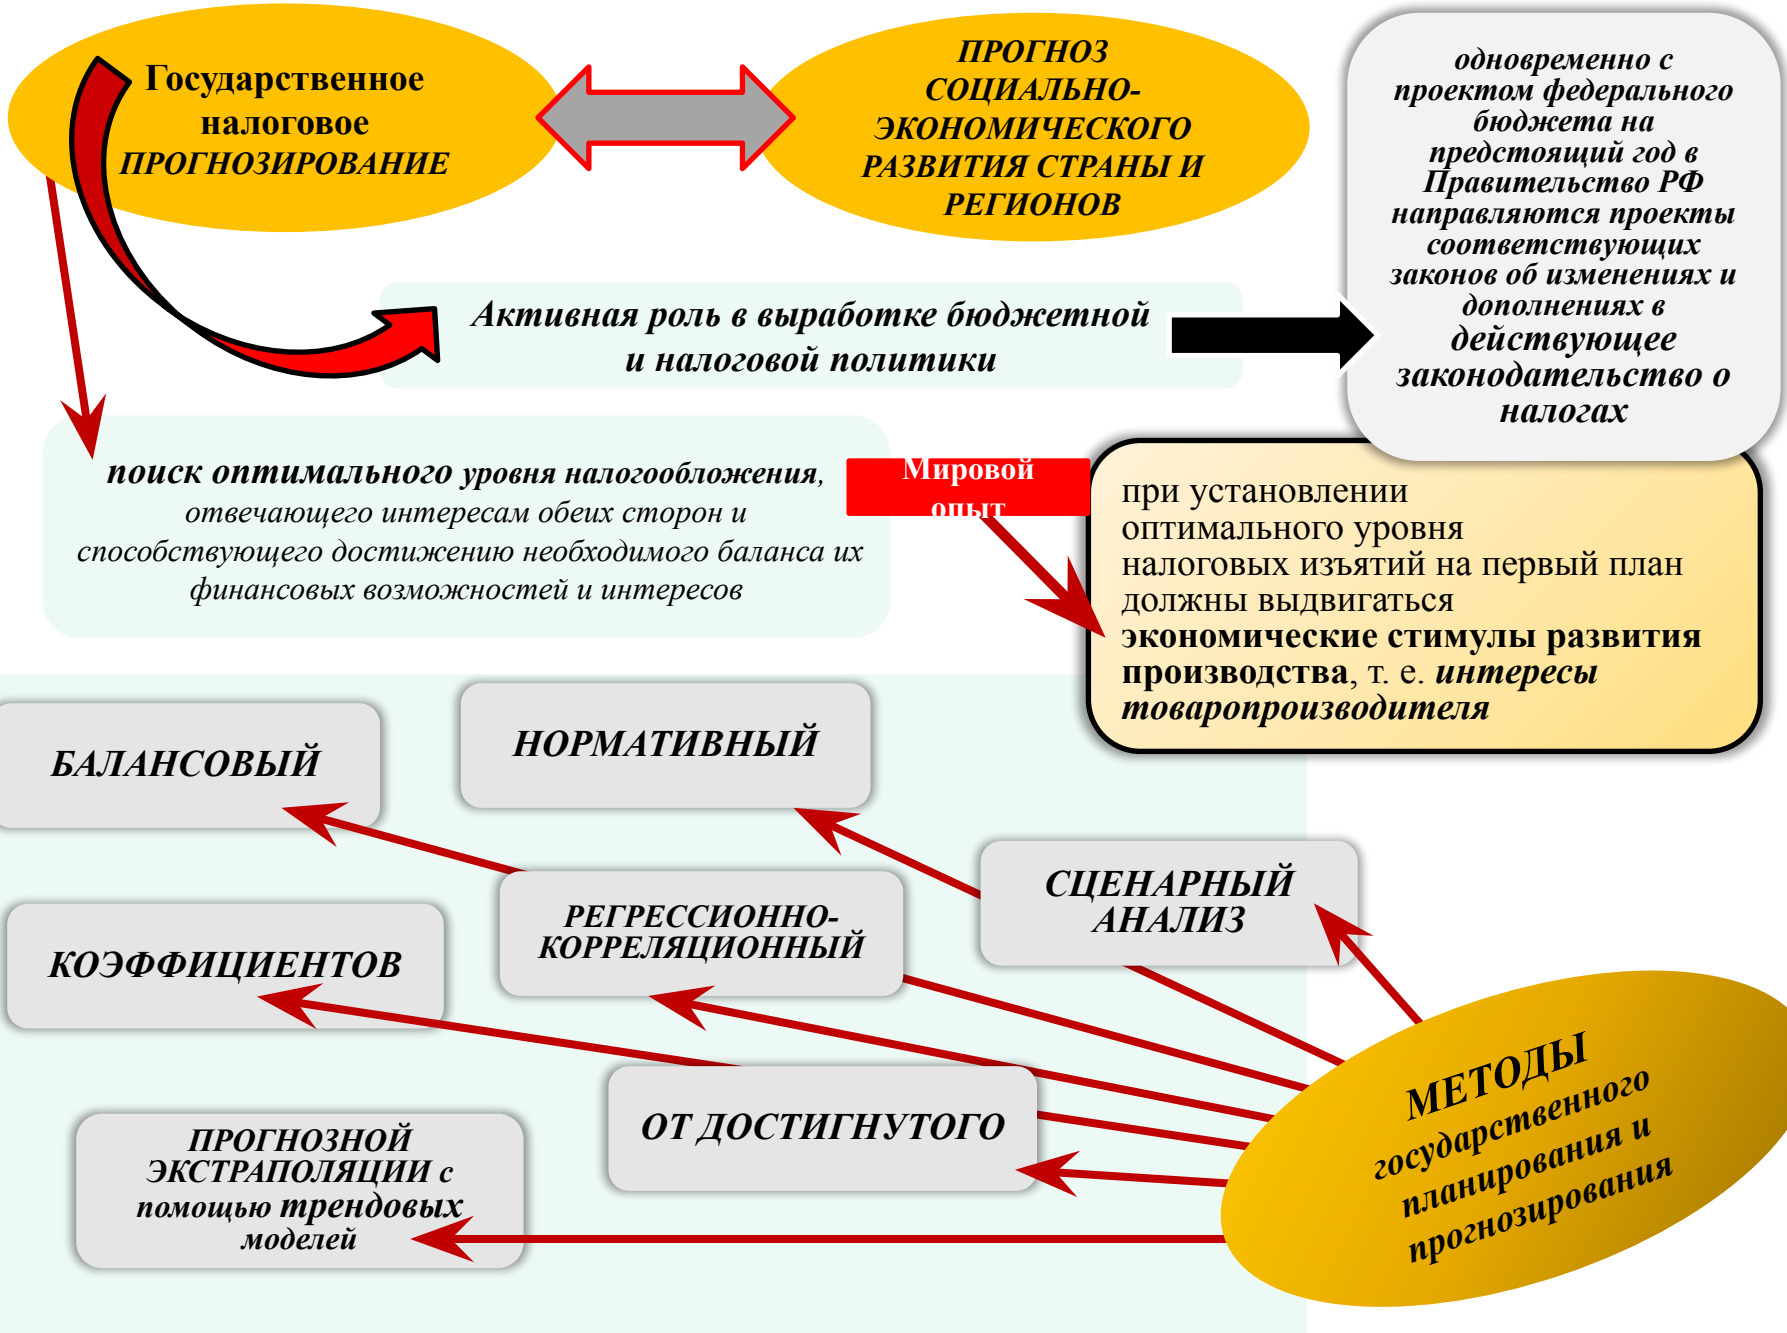 Государственное
налоговое
ПРОГНОЗИРОВАНИЕ
ПРОГНОЗ
СОЦИАЛЬНО-
ЭКОНОМИЧЕСКОГО
РАЗВИТИЯ СТРАНЫ И
РЕГИОНОВ
одновременно с
проектом федерального
бюджета на
предстоящий год в
Правительство РФ
направляются проекты
соответствующих
законов об изменениях и
дополнениях в
действующее
законодательство о
налогах
Активная роль в выработке бюджетной
и налоговой политики
поиск оптимального уровня налогообложения,
отвечающего интересам обеих сторон и
способствующего достижению необходимого баланса их
финансовых возможностей и интересов
Мировой
опыт
при установлении
оптимального уровня
налоговых изъятий на первый план
должны выдвигаться
экономические стимулы развития
производства, т. е. интересы
товаропроизводителя
БАЛАНСОВЫЙ
НОРМАТИВНЫЙ
СЦЕНАРНЫЙ
АНАЛИЗ
КОЭФФИЦИЕНТОВ
РЕГРЕССИОННО-
КОРРЕЛЯЦИОННЫЙ
ОТ ДОСТИГНУТОГО
ПРОГНОЗНОЙ
ЭКСТРАПОЛЯЦИИ с
помощью трендовых
моделей
МЕТОДЫ
государственного
планирования и
прогнозирования